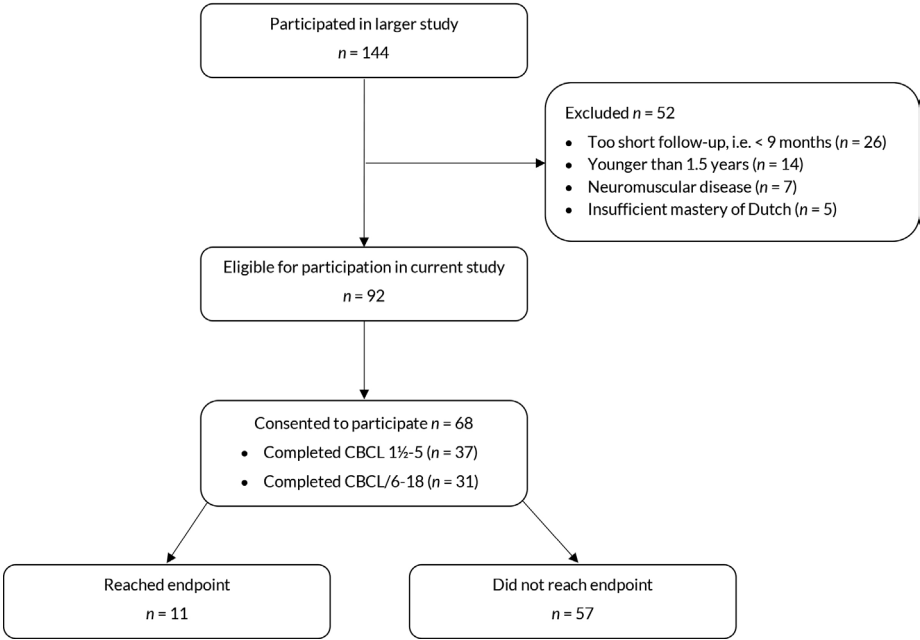 Participated in larger study
n = 144
Excluded n = 52
• Too short follow-up, i.e. < 9 months (n = 26)
• Younger than 1.5 years (n = 14)
• Neuromuscular disease (n = 7)
• Insufficient mastery of Dutch (n = 5)
Eligible for participation in current study
n = 92
Consented to participate n = 68
• Completed CBCL 1½-5 (n = 37)
• Completed CBCL/6-18 (n = 31)
Reached endpoint
n = 11
Did not reach endpoint
n = 57